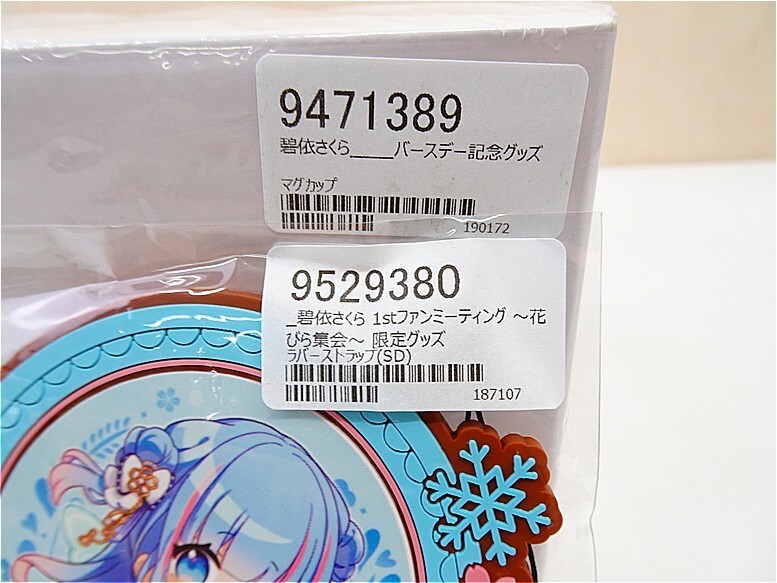 9471389
碧依さくら_____バースデー記念グッズ
マグカップ
190172
9529380
_碧依さくら 1stファンミーティング ～花
びら集会～ 限定グッズ
ラバーストラップ(SD)
187107